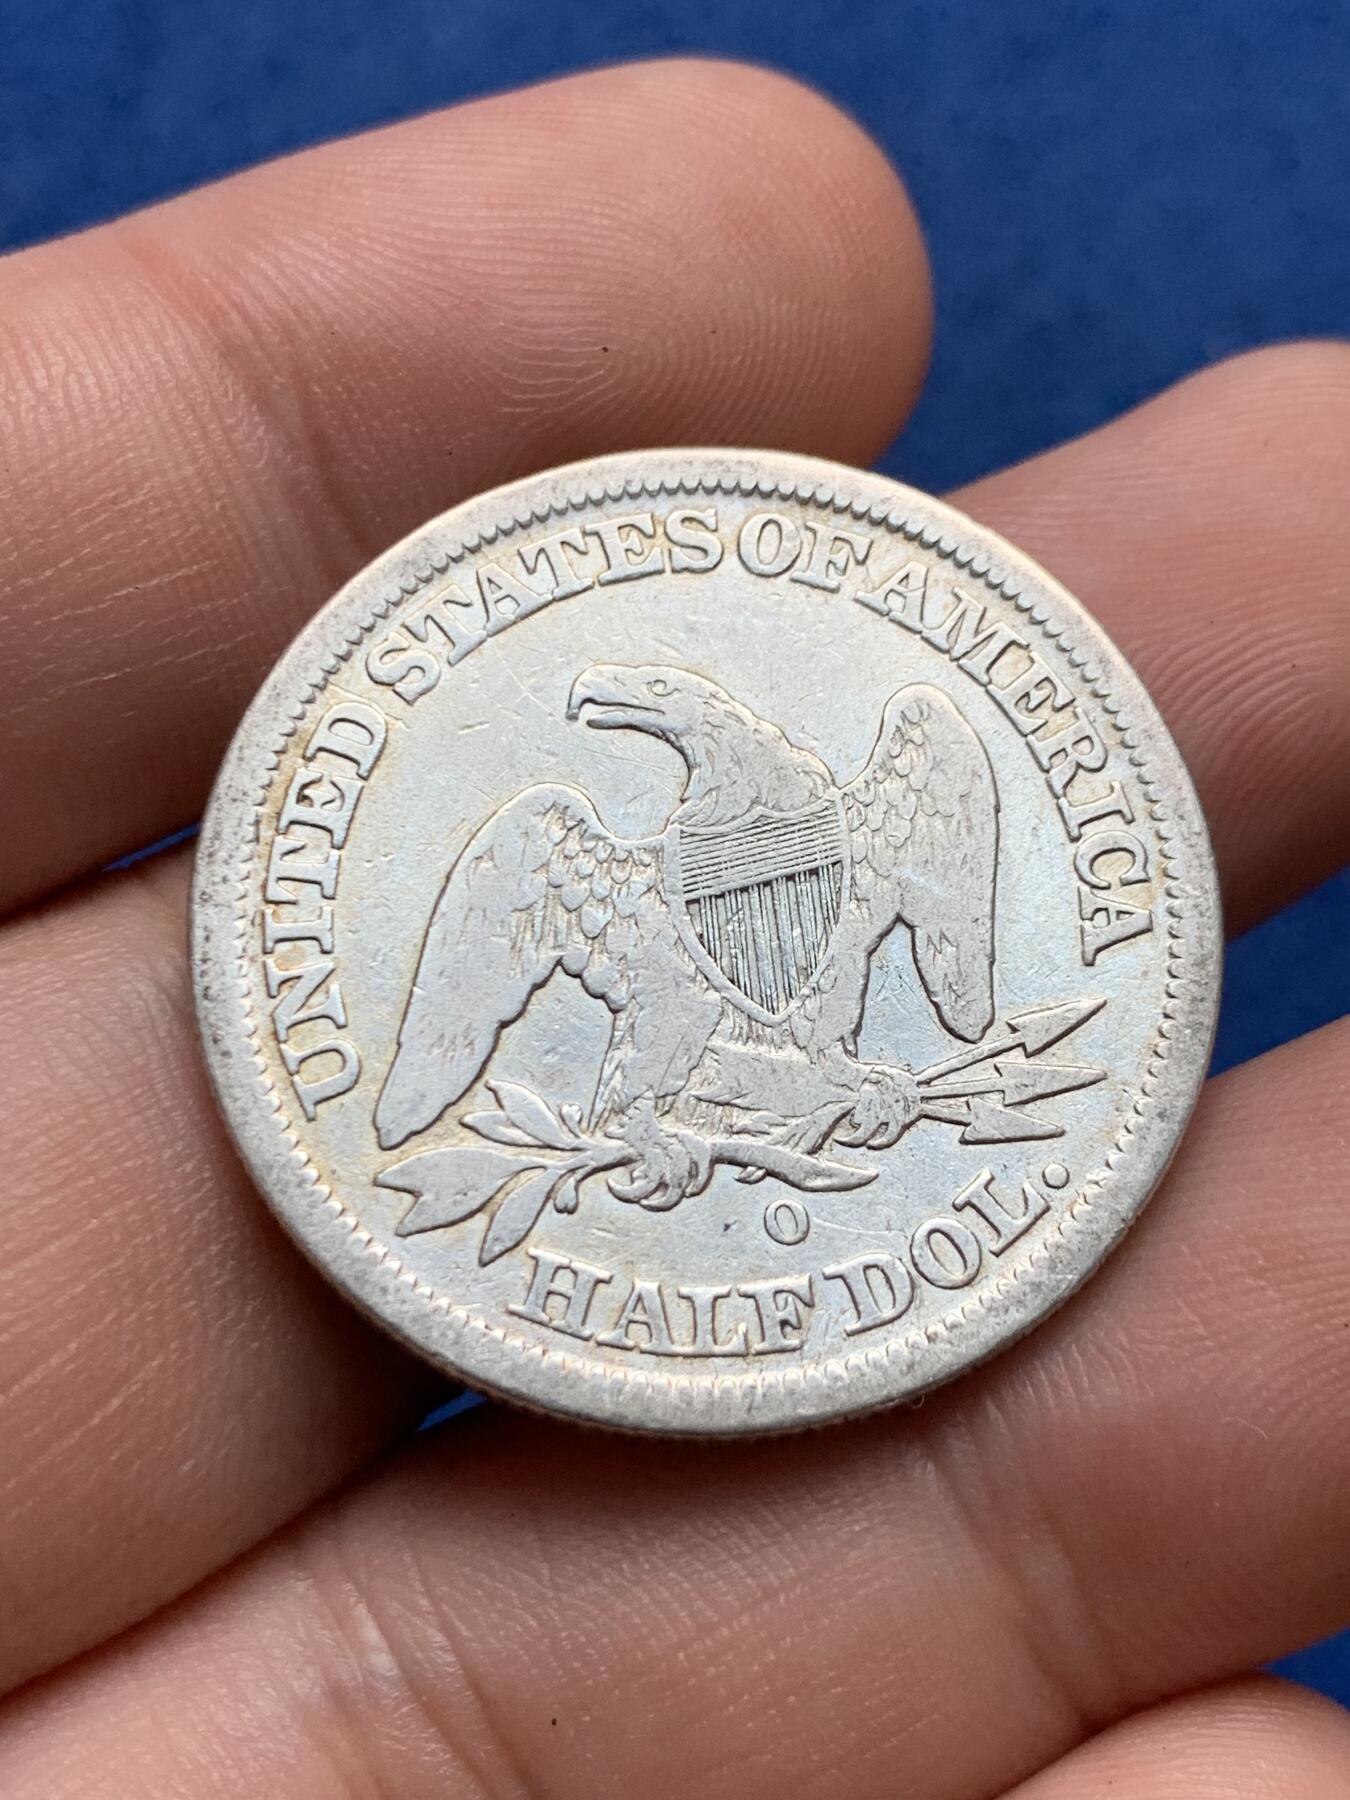 UNITED STATES OF AMERICA
O
HALF DOL.